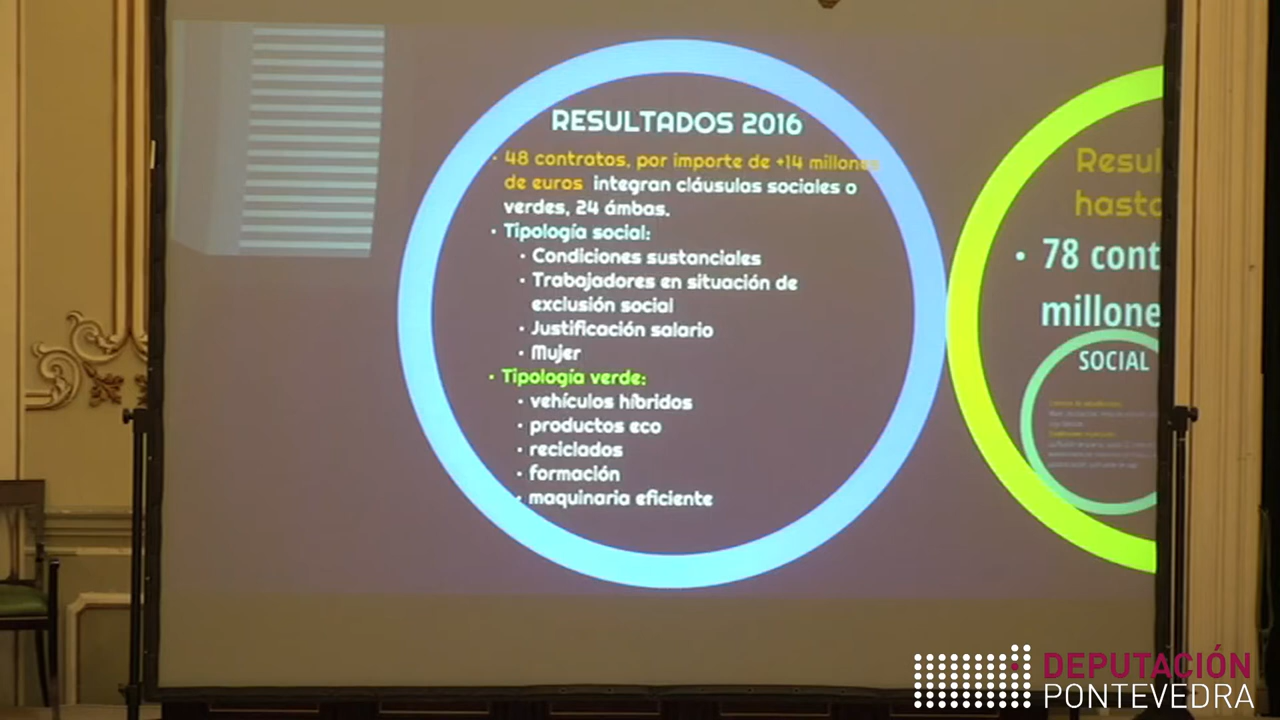 RESULTADOS 2016
· 48 contratos, por importe de +14 millones
de euros integran cláusulas sociales o
verdes, 24 ámbas.
· Tipología social:
· Condiciones sustanciales
· Trabajadores en situación de
exclusión social
· Justificación salario
· Mujer
· Tipología verde:
· vehículos híbridos
· productos eco
· reciclados
· formación
· maquinaria eficiente
Resul
hasta
• 78 cont
millone
SOCIAL
DEPUTACIÓN
PONTEVEDRA